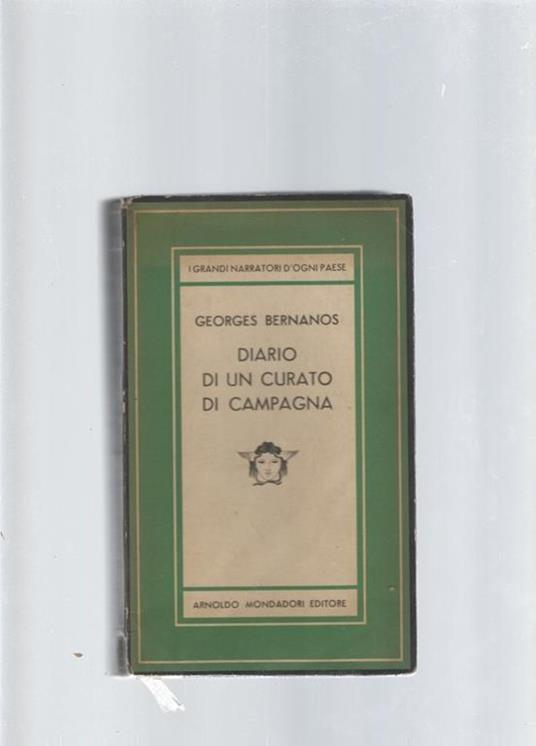 I GRANDI NARRATORI D'OGNI PAESE
GEORGES BERNANOS
DIARIO
DI UN CURATO
DI CAMPAGNA
ARNOLDO MONDADORI EDITORE